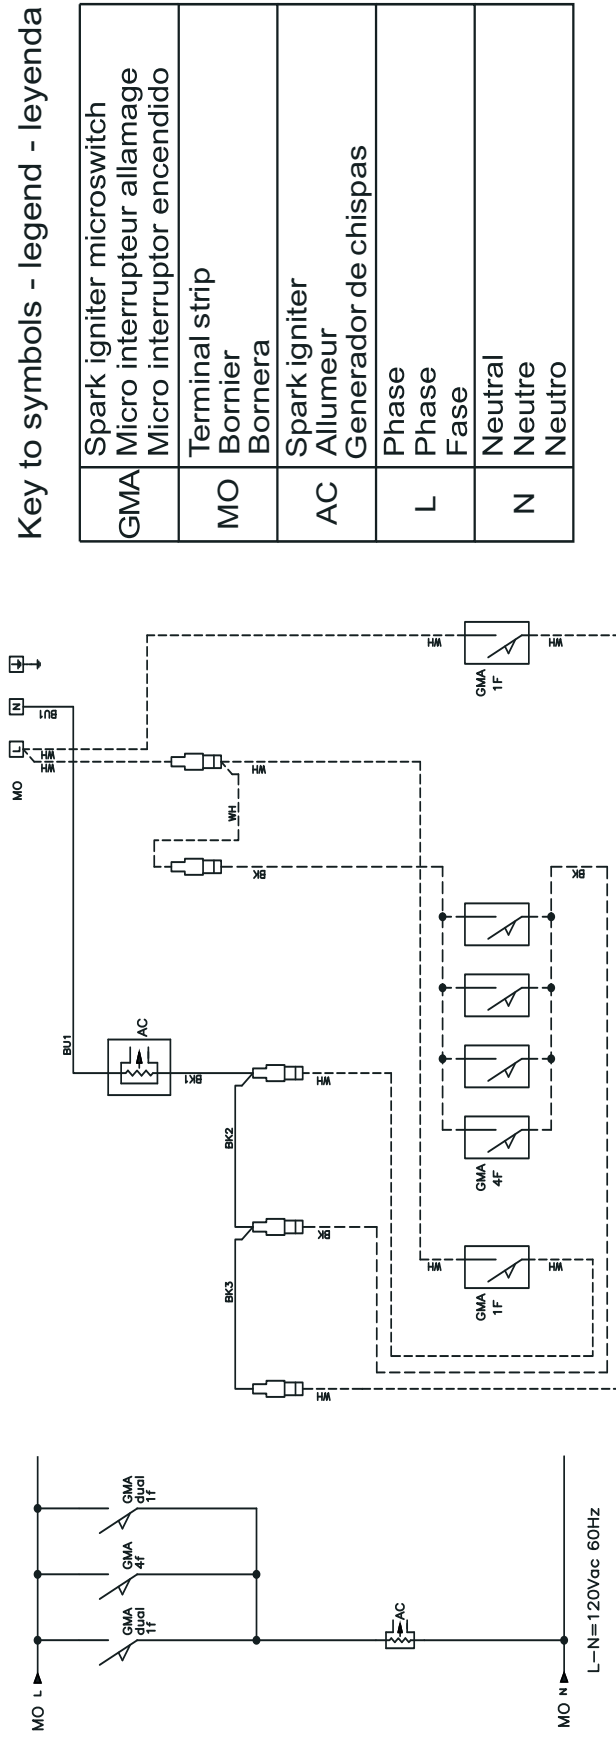 Key to symbols - legend - leyenda
GMA
Spark igniter microswitch
Micro interrupteur allamage
Micro interruptor encendido
MO
Terminal strip
Bornier
Bornera
AC
Spark igniter
Allumeur
Generador de chispas
L
Phase
Phase
Fase
N
Neutral
Neutre
Neutro
MO
L
N
WH
WH
BU1
WH
WH
BK
BU1
AC
BK1
BK2
BK3
WH
BK
WH
WH
GMA
1F
WH
BK
GMA
4F
WH
GMA
1F
WH
MO L
GMA
dual
1f
GMA
4f
GMA
dual
1f
AC
MO N
L-N=120Vac 60Hz